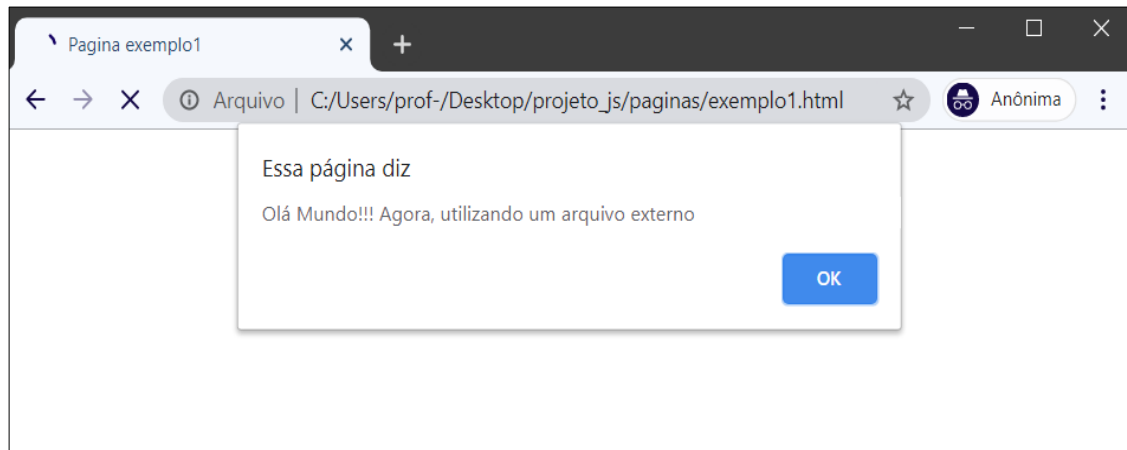 Pagina exemplo1
Arquivo | C:/Users/prof-/Desktop/projeto_js/paginas/exemplo1.html
Anônima
Essa página diz
Olá Mundo!!! Agora, utilizando um arquivo externo
OK